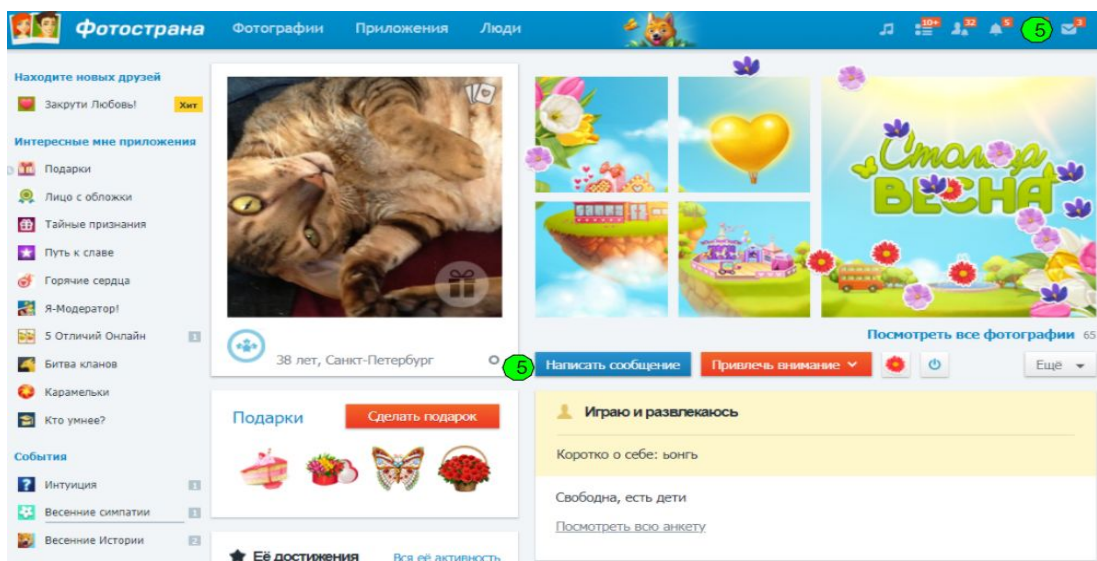 Фотострана
Фотографии
Приложения
Люди
10+
32
5
5
3
Находите новых друзей
Закрути Любовь!
Хит
Интересные мне приложения
Подарки
Лицо с обложки
Тайные признания
Путь к славе
Горячие сердца
Я-Модератор!
5 Отличий Онлайн
1
Битва кланов
Карамельки
Кто умнее?
События
Интуиция
1
Весенние симпатии
1
Весенние Истории
2
38 лет, Санкт-Петербург
Подарки
Сделать подарок
Её достижения
Вся её активность
ВЕСНА
Посмотреть все фотографии 65
5
Написать сообщение
Привлечь внимание
Ещё
Играю и развлекаюсь
Коротко о себе: ьонгь
Свободна, есть дети
Посмотреть всю анкету